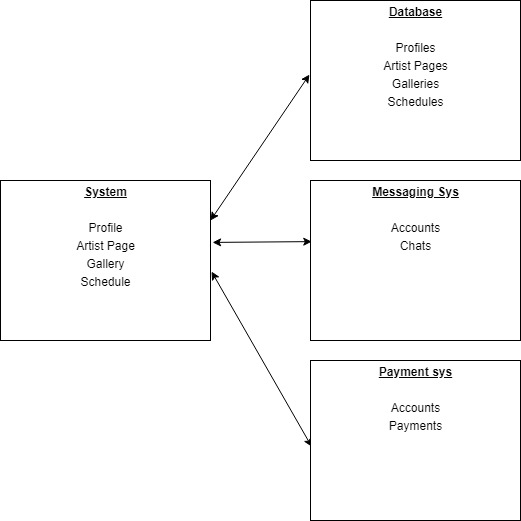 Database
Profiles
Artist Pages
Galleries
Schedules
System
Profile
Artist Page
Gallery
Schedule
Messaging Sys
Accounts
Chats
Payment sys
Accounts
Payments